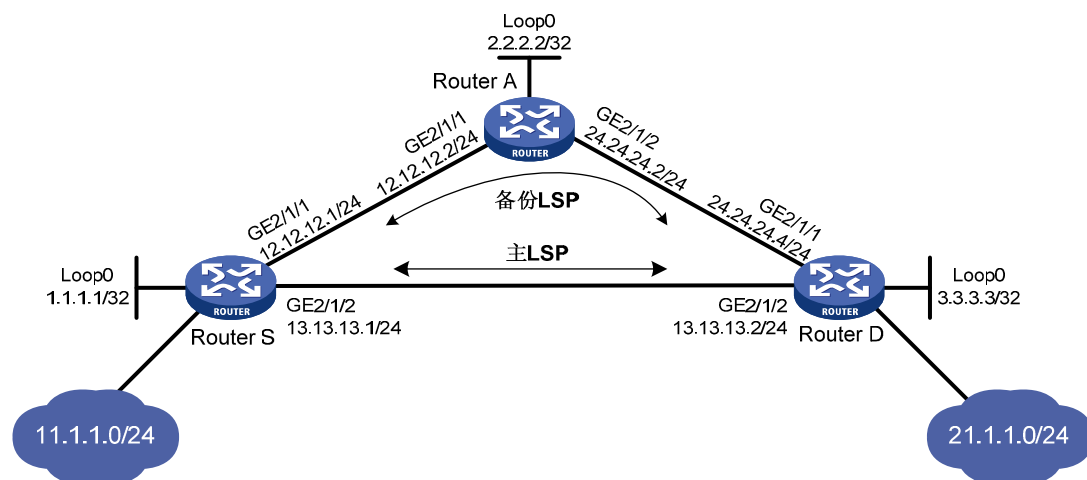 Loop0
2.2.2.2/32
Router A
ROUTER
GE2/1/1
12.12.12.2/24
GE2/1/2
24.24.24.2/24
备份LSP
GE2/1/1
12.12.12.1/24
GE2/1/1
24.24.24.4/24
主LSP
Loop0
1.1.1.1/32
ROUTER
Router S
GE2/1/2
13.13.13.1/24
GE2/1/2
13.13.13.2/24
ROUTER
Router D
Loop0
3.3.3.3/32
11.1.1.0/24
21.1.1.0/24